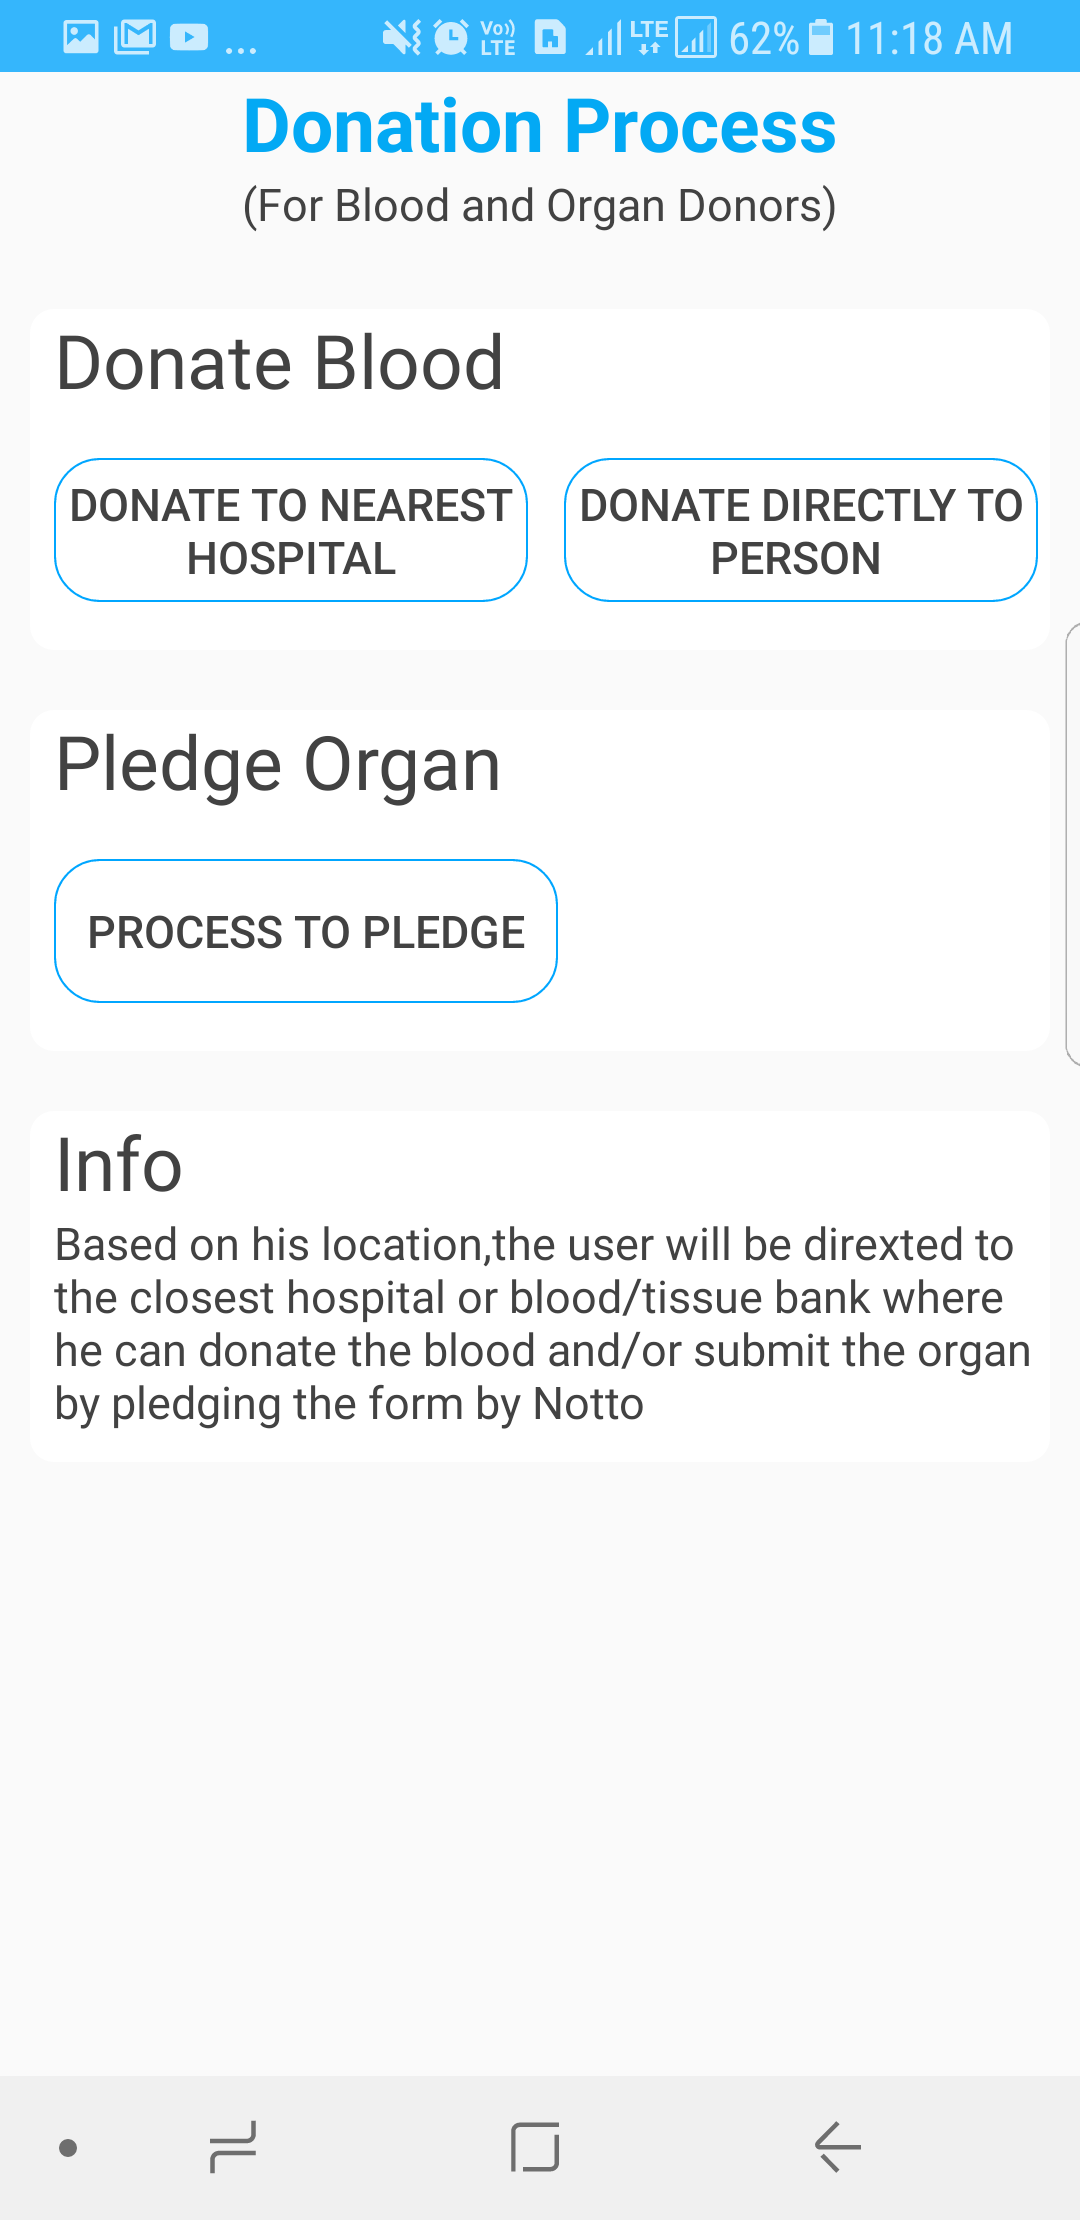 Vo)) LTE LTE 62% 11:18 AM
Donation Process
(For Blood and Organ Donors)
Donate Blood
DONATE TO NEAREST HOSPITAL
DONATE DIRECTLY TO PERSON
Pledge Organ
PROCESS TO PLEDGE
Info
Based on his location,the user will be direxted to
the closest hospital or blood/tissue bank where
he can donate the blood and/or submit the organ
by pledging the form by Notto